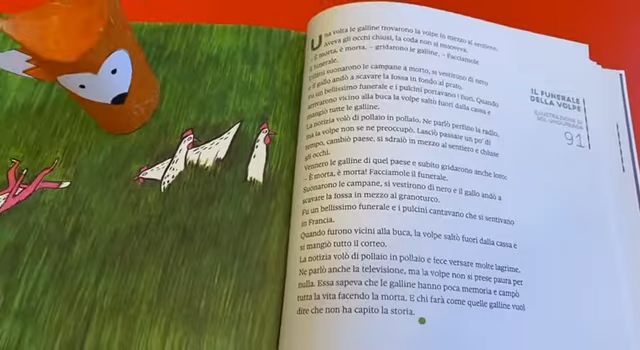 Una volta le galline trovarono la volpe in mezzo al sentiero.
Aveva gli occhi chiusi, la coda non si muoveva.
– È morta, è morta. – gridarono le galline. – Facciamole
il funerale.
suonarono le campane a morto, si vestirono di nero
e il gallo andò a scavare la fossa in fondo al prato.
Fu un bellissimo funerale e i pulcini portavano i fiori. Quando
arrivarono vicino alla buca la volpe saltò fuori dalla cassa e
mangiò tutte le galline.
La notizia volò di pollaio in pollaio. Ne parlò perfino la radio,
ma la volpe non se ne preoccupò. Lasciò passare un po' di
tempo, cambiò paese, si sdraiò in mezzo al sentiero e chiuse
gli occhi.
Vennero le galline di quel paese e subito gridarono anche loro:
– È morta, è morta! Facciamole il funerale.
Suonarono le campane, si vestirono di nero e il gallo andò a
scavare la fossa in mezzo al granoturco.
Fu un bellissimo funerale e i pulcini cantavano che si sentivano
in Francia.
Quando furono vicini alla buca, la volpe saltò fuori dalla cassa e
si mangiò tutto il corteo.
La notizia volò di pollaio in pollaio e fece versare molte lagrime.
Ne parlò anche la televisione, ma la volpe non si prese paura per
nulla. Essa sapeva che le galline hanno poca memoria e campò
tutta la vita facendo la morta. E chi farà come quelle galline vuol
dire che non ha capito la storia.
IL FUNERALE
DELLA VOLPE
ILLUSTRAZIONE DI
91